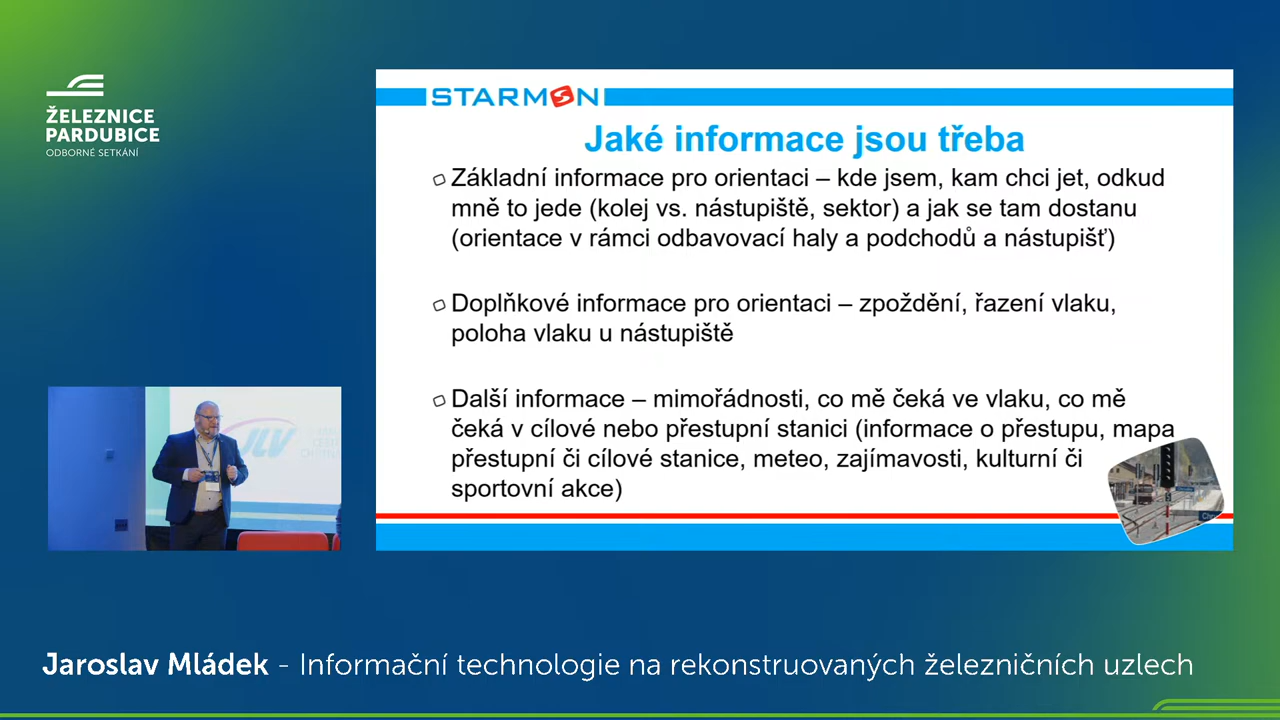 ŽELEZNICE
PARDUBICE
ODBORNÉ SETKÁNÍ
STARMON
Jaké informace jsou třeba
Základní informace pro orientaci – kde jsem, kam chci jet, odkud
mně to jede (kolej vs. nástupiště, sektor) a jak se tam dostanu
(orientace v rámci odbavovací haly a podchodů a nástupišť)
Doplňkové informace pro orientaci – zpoždění, řazení vlaku,
poloha vlaku u nástupiště
Další informace – mimořádnosti, co mě čeká ve vlaku, co mě
čeká v cílové nebo přestupní stanici (informace o přestupu, mapa
přestupní či cílové stanice, meteo, zajímavosti, kulturní či
sportovní akce)
JLV
Jaroslav Mládek - Informační technologie na rekonstruovaných železničních uzlech